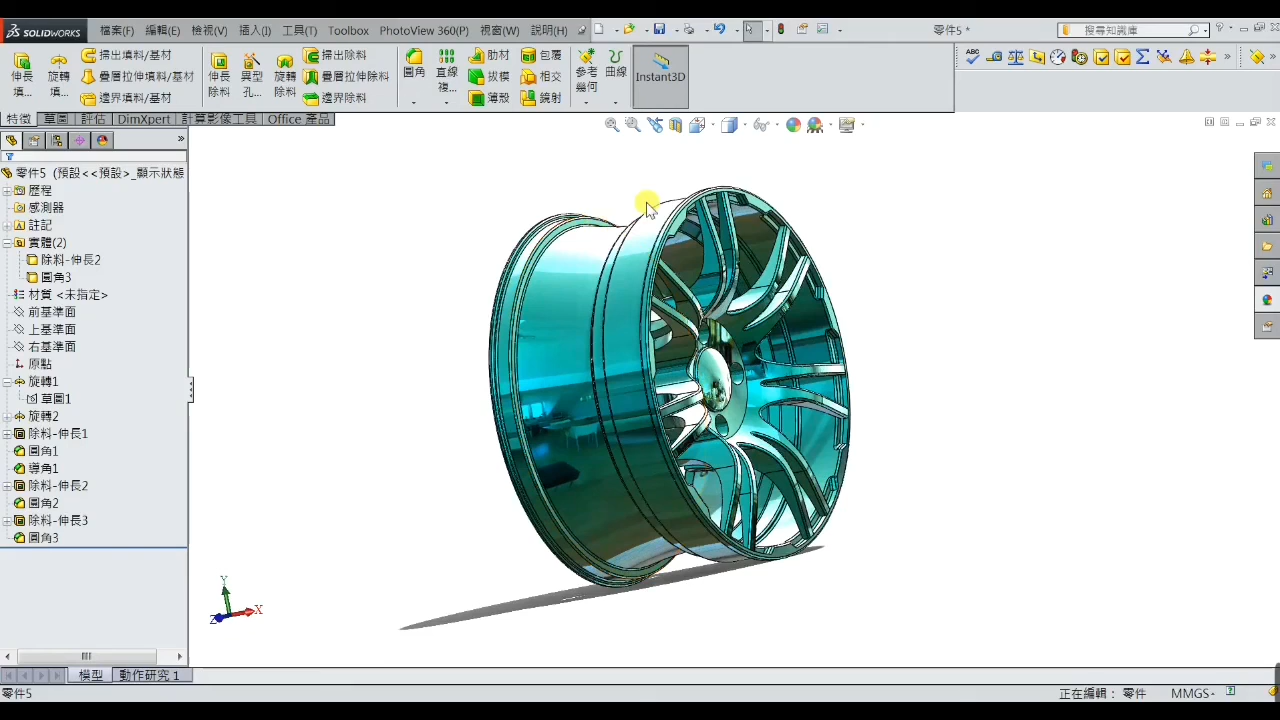 SOLIDWORKS 檔案(F) 編輯(E) 檢視(V) 插入(I) 工具(T) Toolbox PhotoView 360(P) 視窗(W) 說明(H) 零件5 * 搜尋知識庫
伸長填... 旋轉填... 掃出填料/基材 疊層拉伸填料/基材 邊界填料/基材
伸長除料 異型孔... 旋轉除料 掃出除料 疊層拉伸除料 邊界除料
圓角 直線複... 肋材 拔模 薄殼 包覆 相交 鏡射
參考幾何 曲線 Instant3D
特徵 草圖 評估 DimXpert 計算影像工具 Office 產品
零件5 (預設<<預設>_顯示狀態
歷程
感測器
註記
實體(2)
除料-伸長2
圓角3
材質 <未指定>
前基準面
上基準面
右基準面
原點
旋轉1
草圖1
旋轉2
除料-伸長1
圓角1
導角1
除料-伸長2
圓角2
除料-伸長3
圓角3
Y
X
Z
模型 動作研究 1
零件5 正在編輯: 零件 MMGS